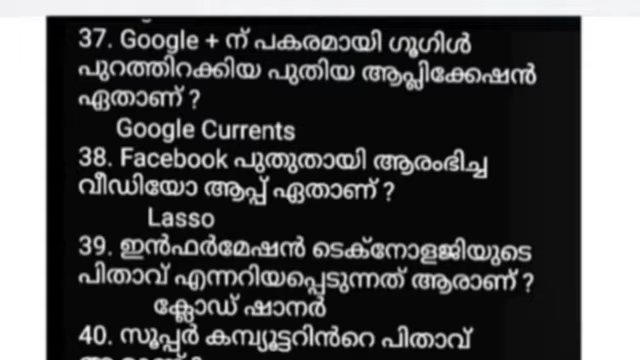 37. Google + ന് പകരമായി ഗൂഗിൾ
പുറത്തിറക്കിയ പുതിയ ആപ്ലിക്കേഷൻ
ഏതാണ് ?
Google Currents
38. Facebook പുതുതായി ആരംഭിച്ച
വീഡിയോ ആപ്പ് ഏതാണ് ?
Lasso
39. ഇൻഫർമേഷൻ ടെക്നോളജിയുടെ
പിതാവ് എന്നറിയപ്പെടുന്നത് ആരാണ് ?
ക്ലോഡ് ഷാനർ
40. സൂപ്പർ കമ്പ്യൂട്ടറിൻറെ പിതാവ്